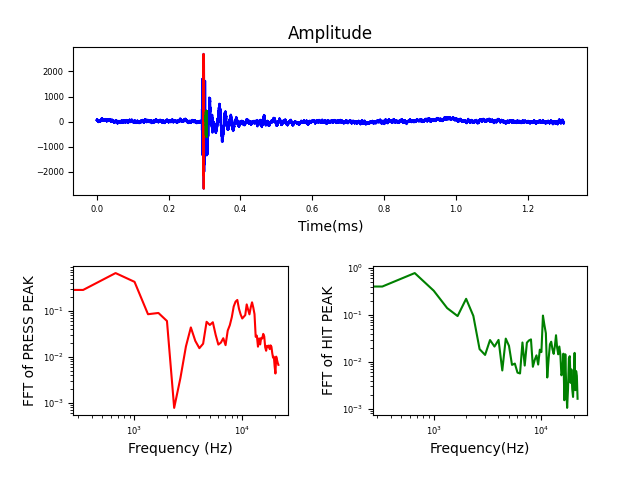 Amplitude
2000
1000
0
−1000
−2000
0.0 0.2 0.4 0.6 0.8 1.0 1.2
Time(ms)
FFT of PRESS PEAK
10⁻¹
10⁻²
10⁻³
10³ 10⁴
Frequency (Hz)
FFT of HIT PEAK
10⁰
10⁻¹
10⁻²
10⁻³
10³ 10⁴
Frequency(Hz)